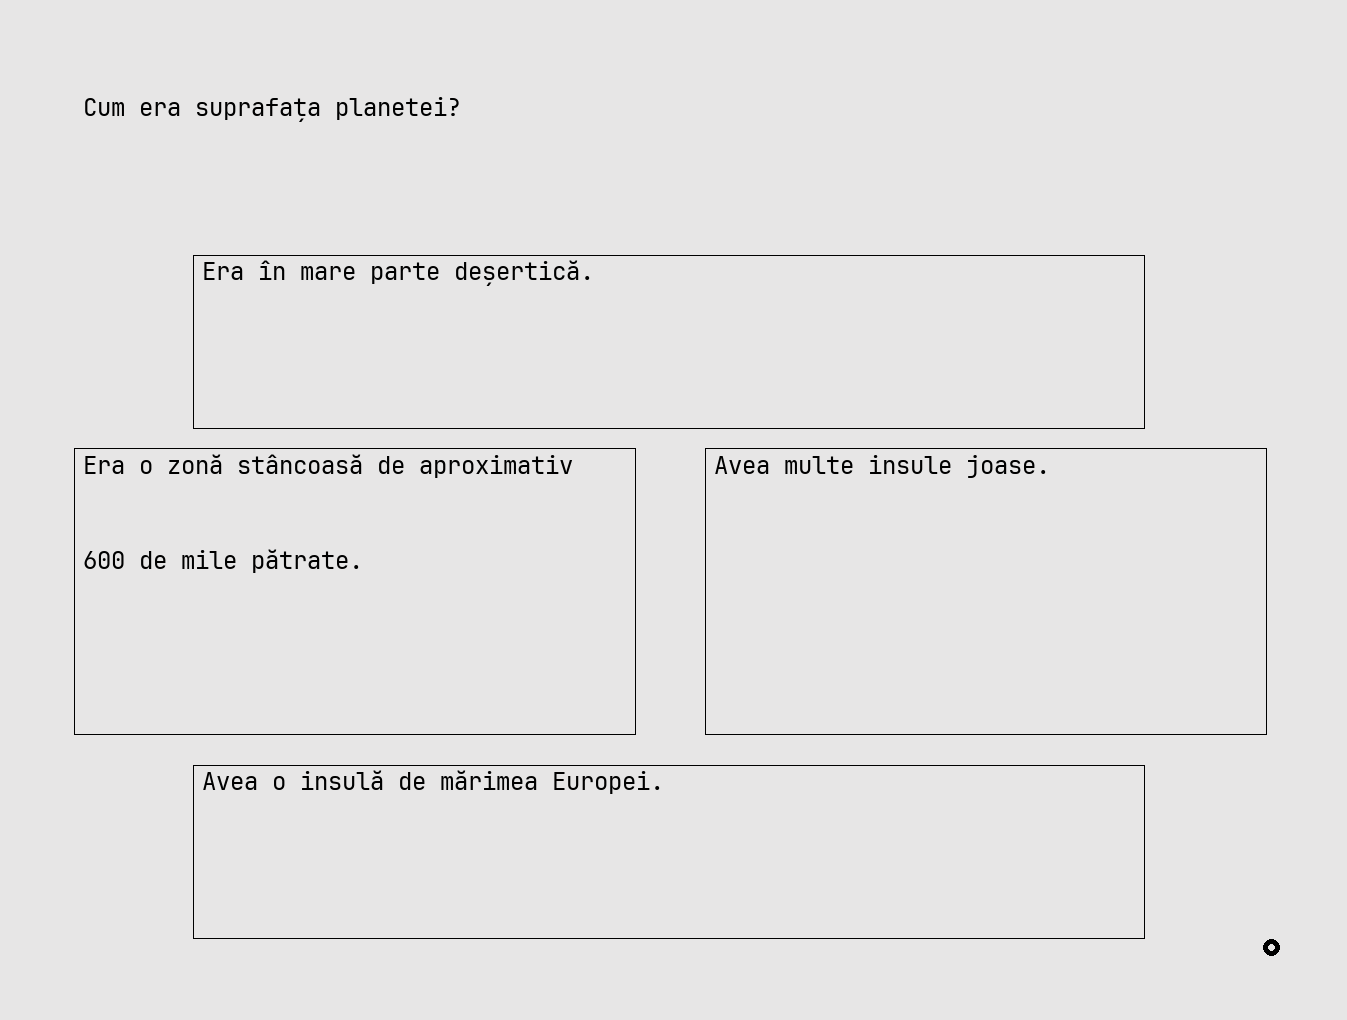 Cum era suprafața planetei?
Era în mare parte deșertică.
Era o zonă stâncoasă de aproximativ
600 de mile pătrate.
Avea multe insule joase.
Avea o insulă de mărimea Europei.